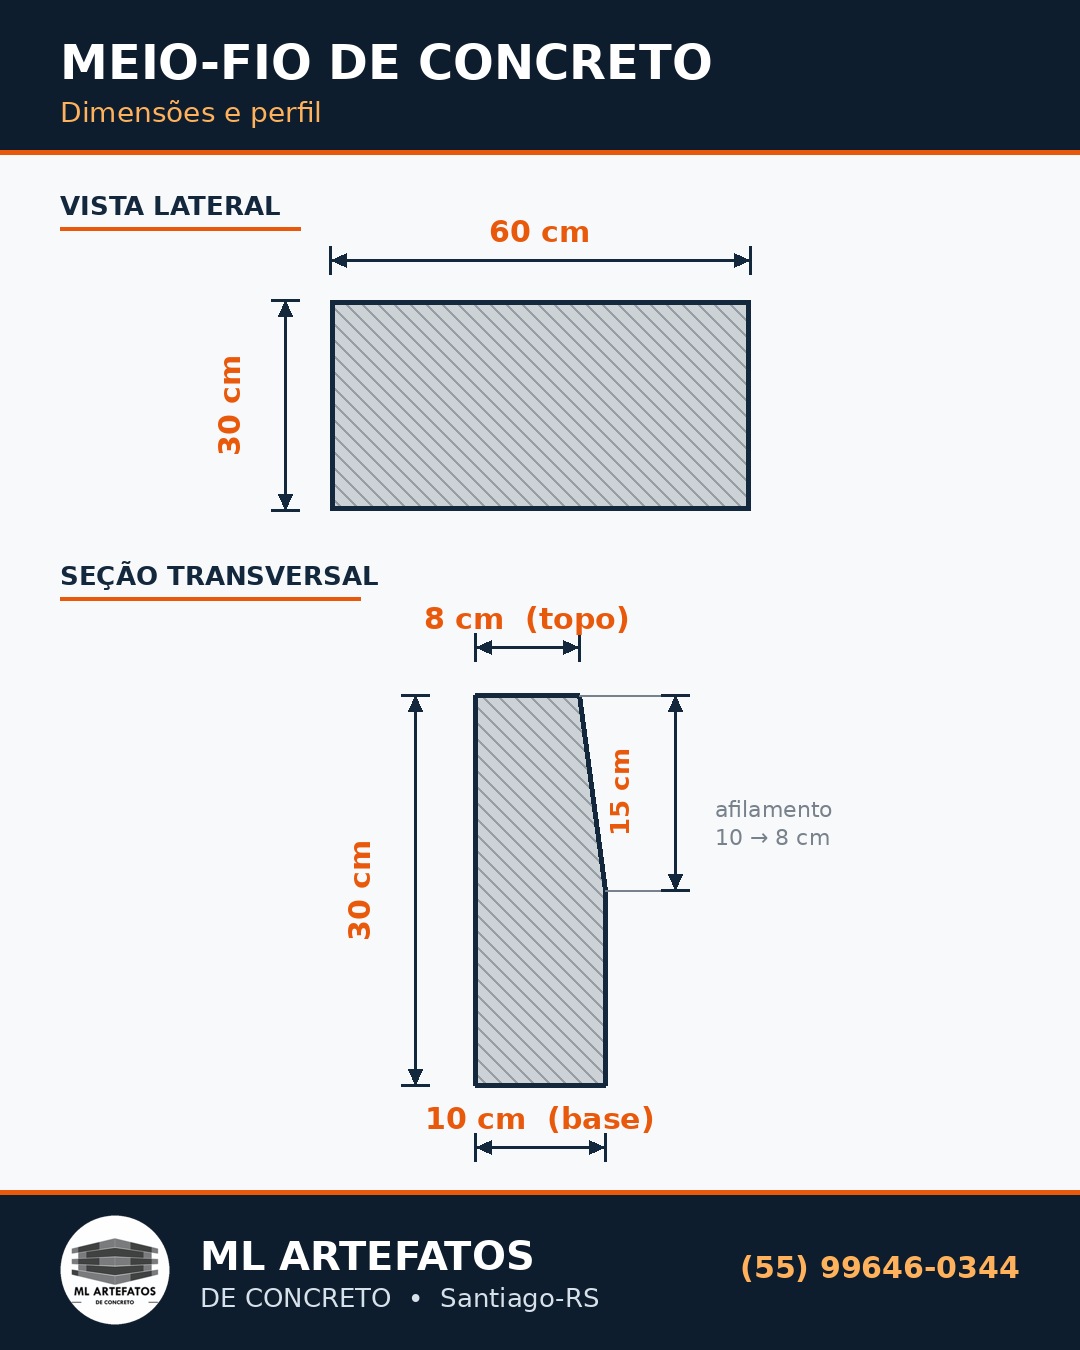 MEIO-FIO DE CONCRETO
Dimensões e perfil
VISTA LATERAL
60 cm
30 cm
SEÇÃO TRANSVERSAL
8 cm (topo)
15 cm
afilamento
10 → 8 cm
30 cm
10 cm (base)
ML ARTEFATOS
DE CONCRETO
ML ARTEFATOS
DE CONCRETO • Santiago-RS
(55) 99646-0344